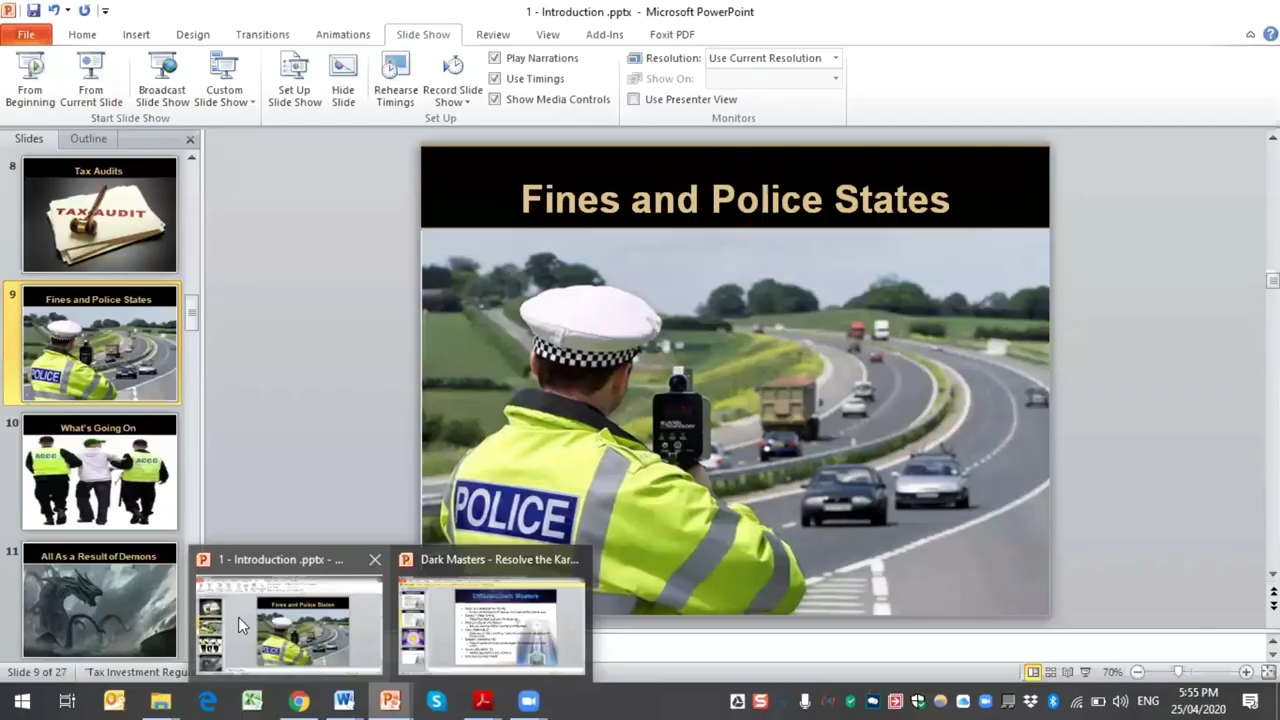 1 - Introduction .pptx - Microsoft PowerPoint
File
Home
Insert
Design
Transitions
Animations
Slide Show
Review
View
Add-Ins
Foxit PDF
From Beginning
From Current Slide
Broadcast Slide Show
Custom Slide Show
Set Up Slide Show
Hide Slide
Rehearse Timings
Record Slide Show
Play Narrations
Use Timings
Show Media Controls
Resolution:
Use Current Resolution
Show On:
Use Presenter View
Start Slide Show
Set Up
Monitors
Slides
Outline
8
Tax Audits
TAX AUDIT
9
Fines and Police States
POLICE
10
What's Going On
ACCC
ACCC
11
All As a Result of Demons
Fines and Police States
POLICE
1 - Introduction .pptx - ...
Dark Masters - Resolve the Kar...
Fines and Police States
Slide 9 of 27
"Tax Investment Regu
70%
ENG
5:55 PM
25/04/2020